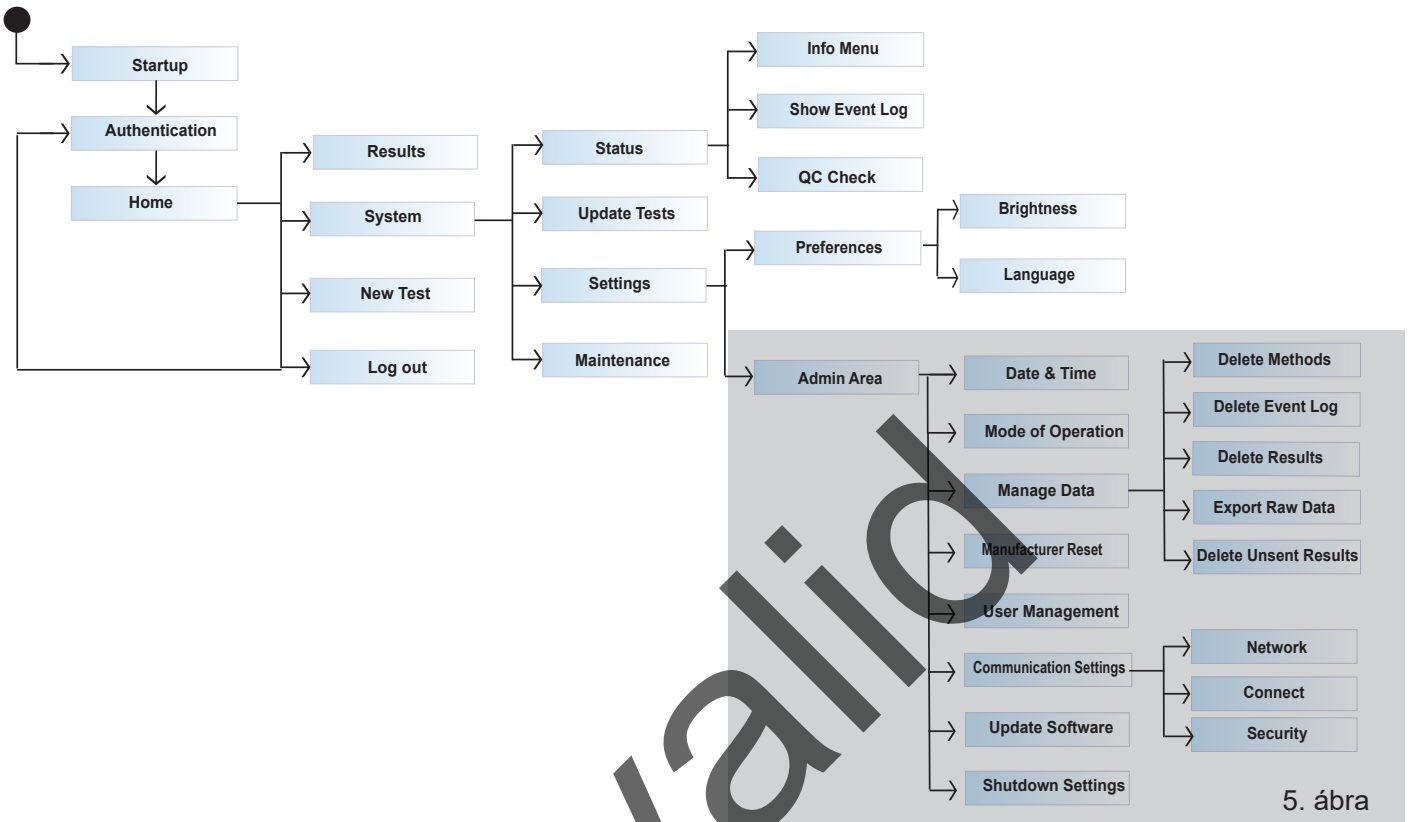 Startup
Authentication
Home
Results
System
New Test
Log out
Status
Update Tests
Settings
Maintenance
Info Menu
Show Event Log
QC Check
Preferences
Brightness
Language
Admin Area
Date & Time
Mode of Operation
Manage Data
Manufacturer Reset
User Management
Communication Settings
Update Software
Shutdown Settings
Delete Methods
Delete Event Log
Delete Results
Export Raw Data
Delete Unsent Results
Network
Connect
Security
valid
5. ábra